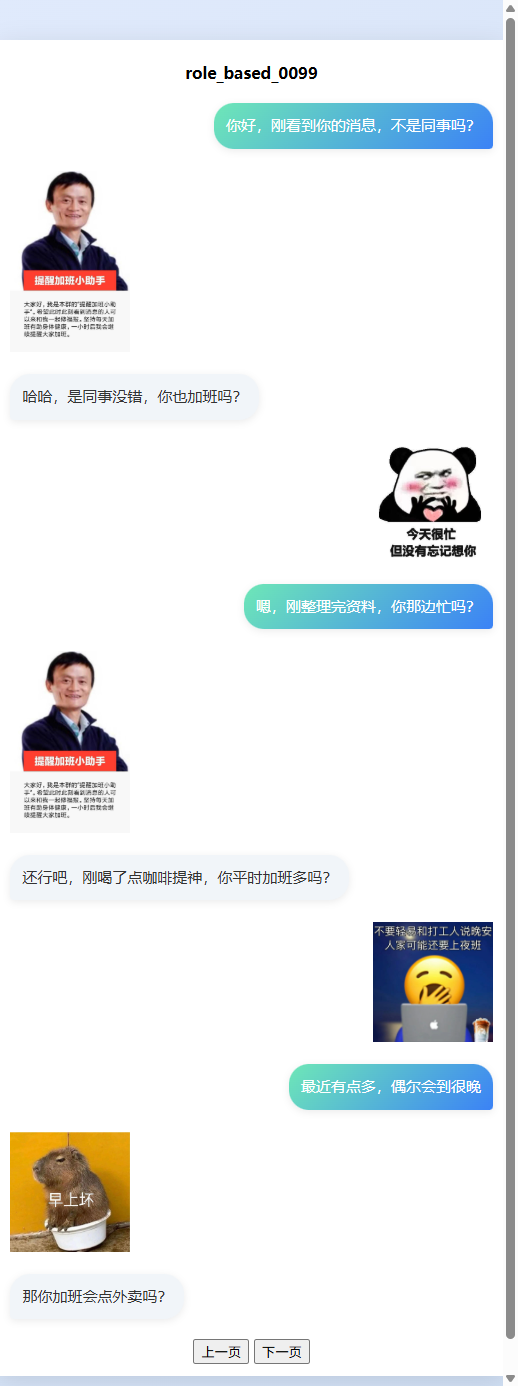 role_based_0099
你好，刚看到你的消息，不是同事吗？
提醒加班小助手
大家好，我是本群的“提醒加班小助
手”。希望此时此刻看到消息的人可
以来和我一起修福报。坚持每天加
班有助身体健康。一小时后我会继
续提醒大家加班。
哈哈，是同事没错，你也加班吗？
今天很忙
但没有忘记想你
嗯，刚整理完资料，你那边忙吗？
提醒加班小助手
大家好，我是本群的“提醒加班小助
手”。希望此时此刻看到消息的人可
以来和我一起修福报。坚持每天加
班有助身体健康。一小时后我会继
续提醒大家加班。
还行吧，刚喝了点咖啡提神，你平时加班多吗？
不要轻易和打工人说晚安
人家可能还要上夜班
最近有点多，偶尔会到很晚
早上坏
那你加班会点外卖吗？
上一页
下一页